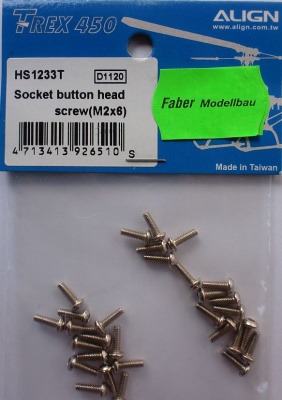 T-REX 450
ALIGN
www.align.com.tw
HS1233T
D1120
Socket button head
screw(M2x6)
Faber Modellbau
4 713413 926510 S
Made in Taiwan